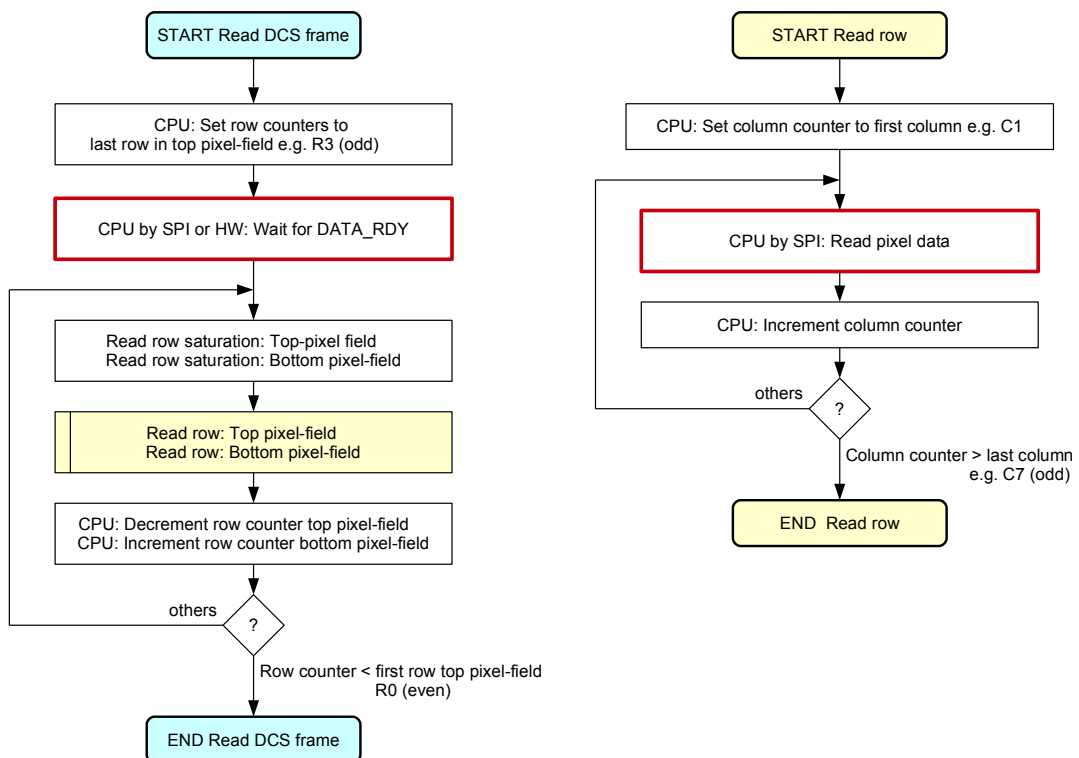 START Read DCS frame
CPU: Set row counters to
last row in top pixel-field e.g. R3 (odd)
CPU by SPI or HW: Wait for DATA_RDY
Read row saturation: Top-pixel field
Read row saturation: Bottom pixel-field
Read row: Top pixel-field
Read row: Bottom pixel-field
CPU: Decrement row counter top pixel-field
CPU: Increment row counter bottom pixel-field
others
?
Row counter < first row top pixel-field
R0 (even)
END Read DCS frame
START Read row
CPU: Set column counter to first column e.g. C1
CPU by SPI: Read pixel data
CPU: Increment column counter
others
?
Column counter > last column
e.g. C7 (odd)
END Read row